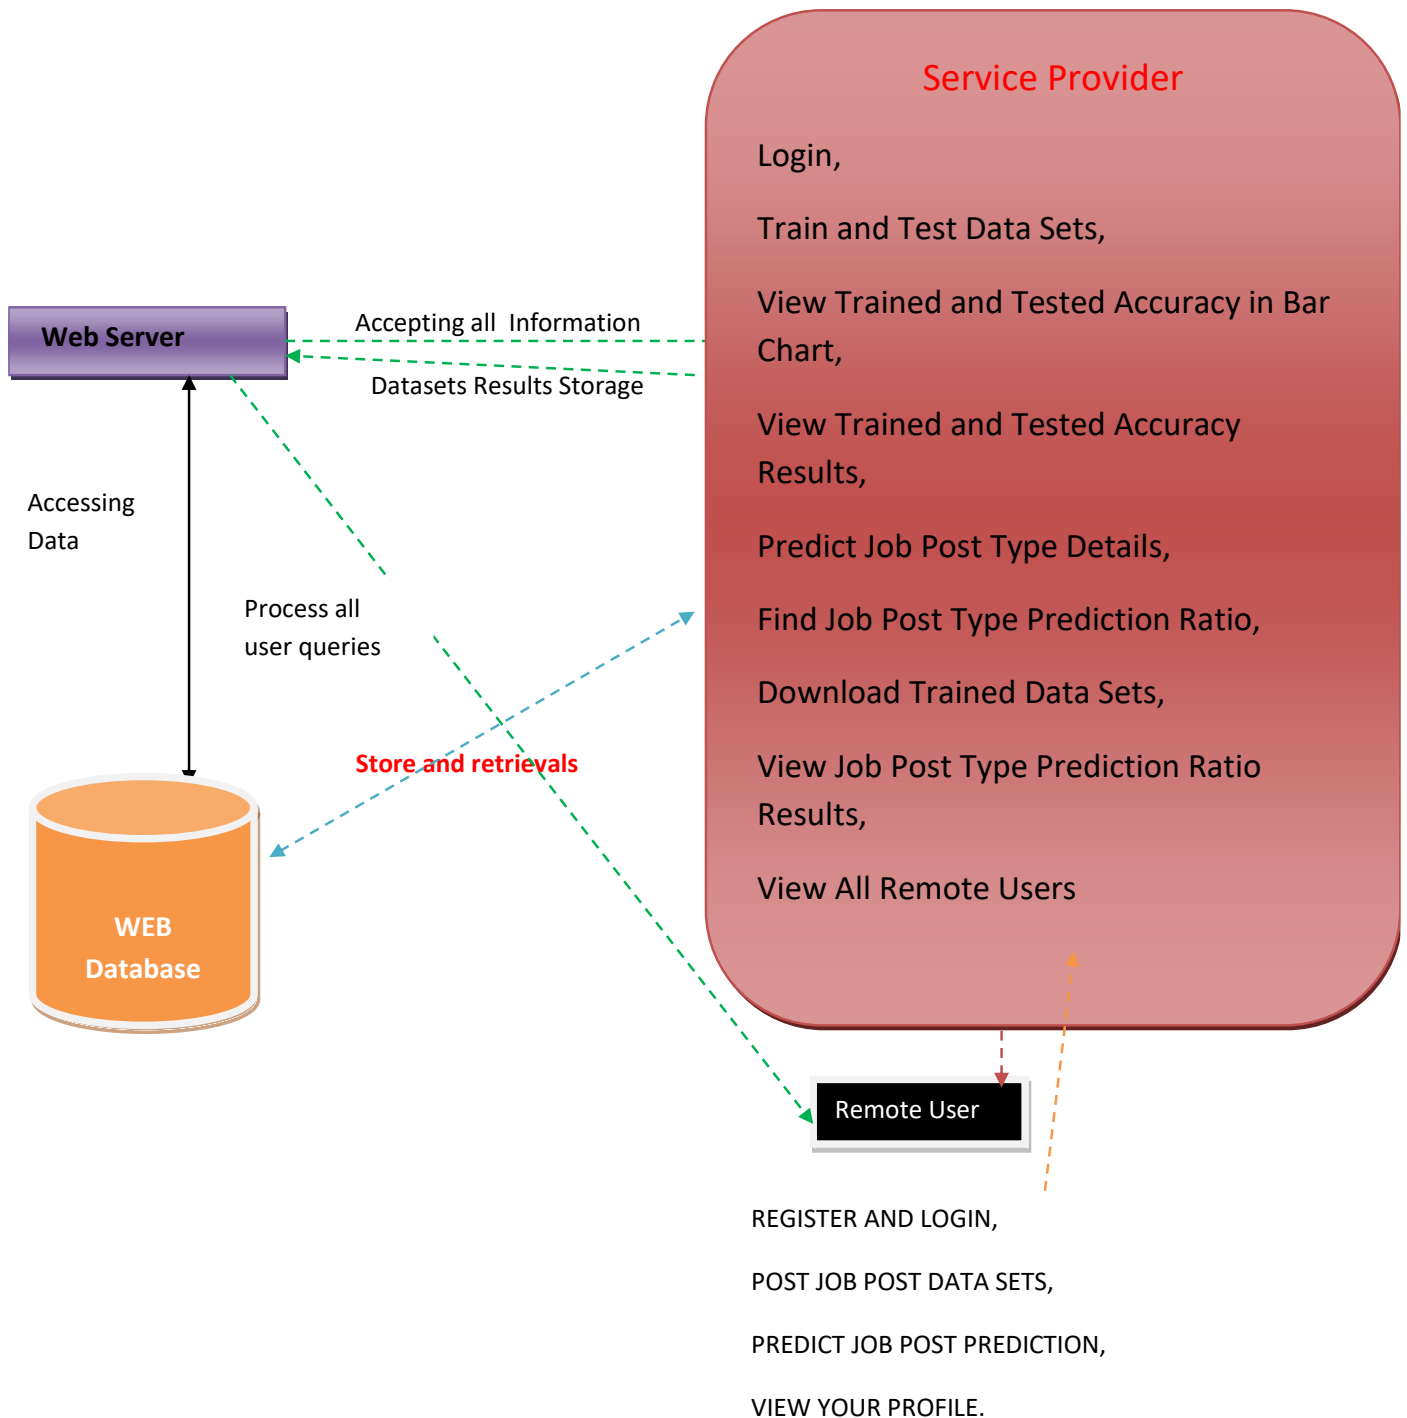 Service Provider
Login,
Train and Test Data Sets,
View Trained and Tested Accuracy in Bar
Chart,
View Trained and Tested Accuracy
Results,
Predict Job Post Type Details,
Find Job Post Type Prediction Ratio,
Download Trained Data Sets,
View Job Post Type Prediction Ratio
Results,
View All Remote Users
Web Server
Accepting all  Information
Datasets Results Storage
Accessing
Data
Process all
user queries
Store and retrievals
WEB
Database
Remote User
REGISTER AND LOGIN,
POST JOB POST DATA SETS,
PREDICT JOB POST PREDICTION,
VIEW YOUR PROFILE.